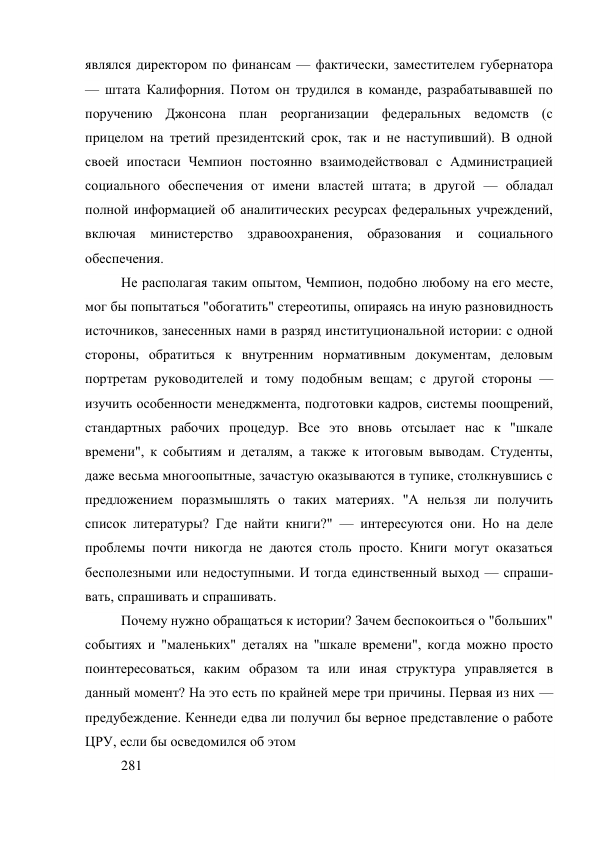 являлся директором по финансам — фактически, заместителем губернатора
— штата Калифорния. Потом он трудился в команде, разрабатывавшей по
поручению Джонсона план реорганизации федеральных ведомств (с
прицелом на третий президентский срок, так и не наступивший). В одной
своей ипостаси Чемпион постоянно взаимодействовал с Администрацией
социального обеспечения от имени властей штата; в другой — обладал
полной информацией об аналитических ресурсах федеральных учреждений,
включая министерство здравоохранения, образования и социального
обеспечения.
Не располагая таким опытом, Чемпион, подобно любому на его месте,
мог бы попытаться "обогатить" стереотипы, опираясь на иную разновидность
источников, занесенных нами в разряд институциональной истории: с одной
стороны, обратиться к внутренним нормативным документам, деловым
портретам руководителей и тому подобным вещам; с другой стороны —
изучить особенности менеджмента, подготовки кадров, системы поощрений,
стандартных рабочих процедур. Все это вновь отсылает нас к "шкале
времени", к событиям и деталям, а также к итоговым выводам. Студенты,
даже весьма многоопытные, зачастую оказываются в тупике, столкнувшись с
предложением поразмышлять о таких материях. "А нельзя ли получить
список литературы? Где найти книги?" — интересуются они. Но на деле
проблемы почти никогда не даются столь просто. Книги могут оказаться
бесполезными или недоступными. И тогда единственный выход — спраши-
вать, спрашивать и спрашивать.
Почему нужно обращаться к истории? Зачем беспокоиться о "больших"
событиях и "маленьких" деталях на "шкале времени", когда можно просто
поинтересоваться, каким образом та или иная структура управляется в
данный момент? На это есть по крайней мере три причины. Первая из них —
предубеждение. Кеннеди едва ли получил бы верное представление о работе
ЦРУ, если бы осведомился об этом
281